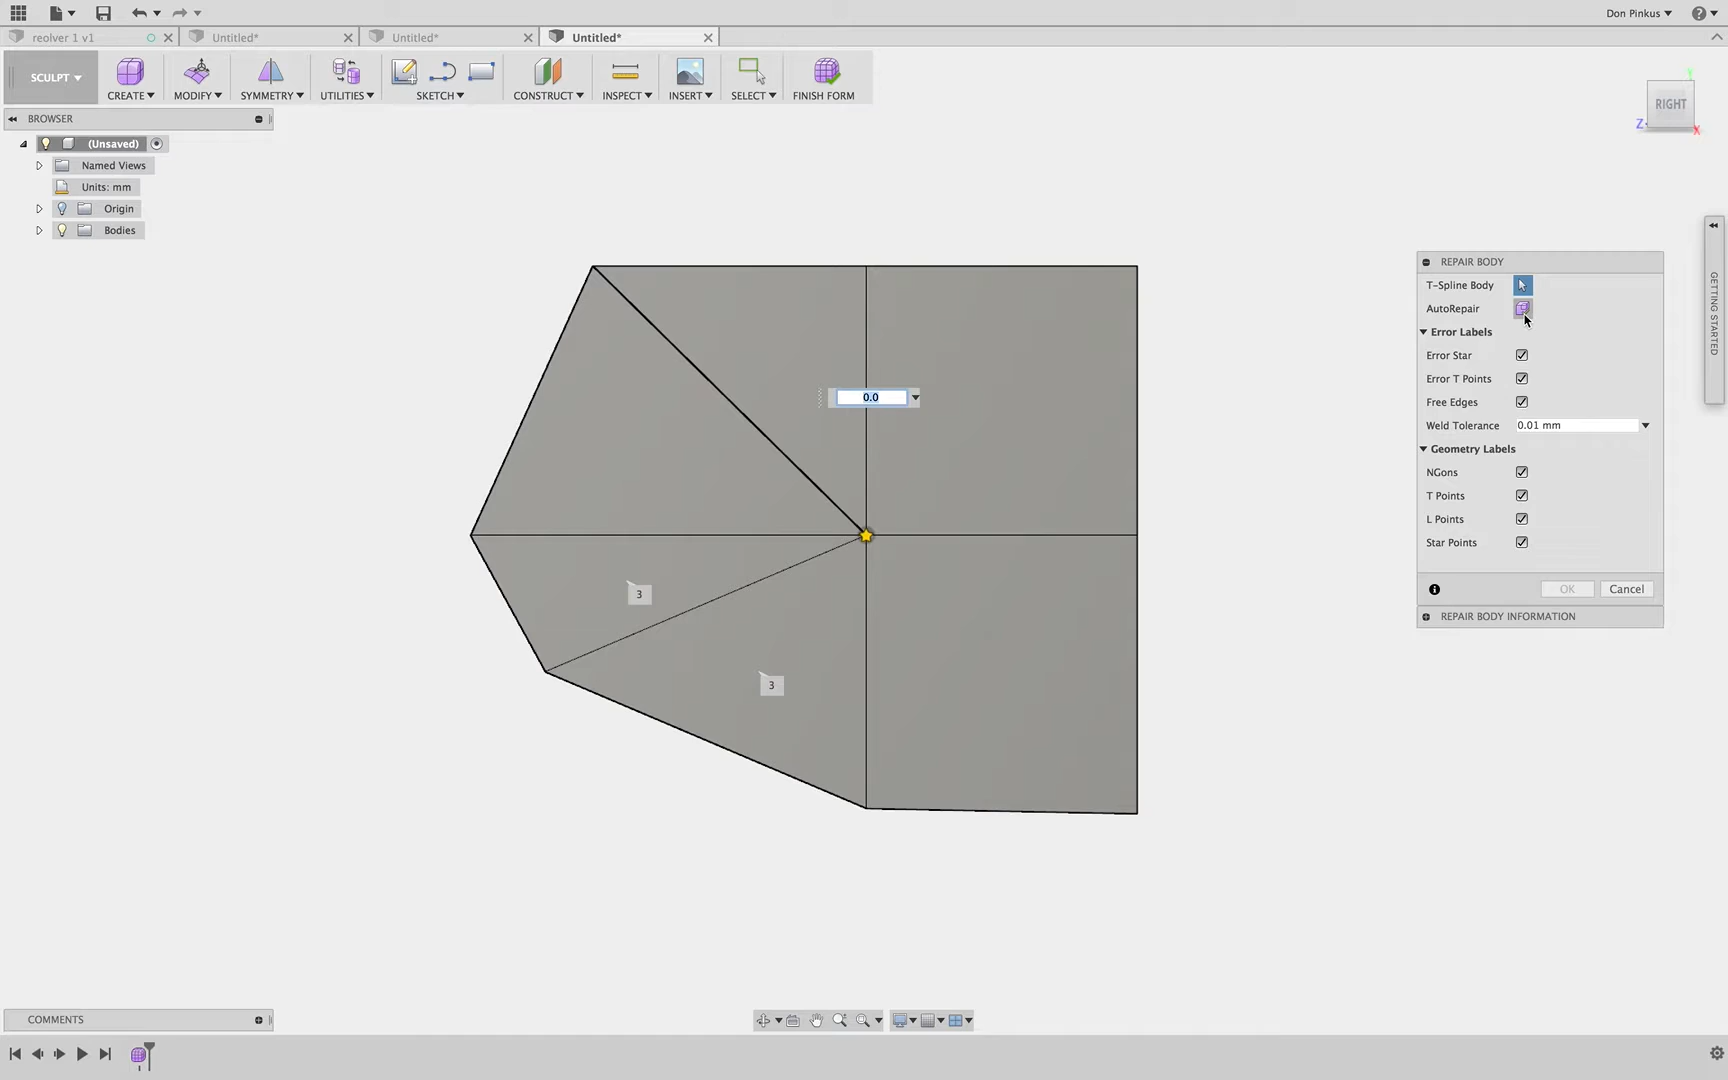 Don Pinkus
reolver 1 v1
Untitled*
Untitled*
Untitled*
SCULPT
CREATE
MODIFY
SYMMETRY
UTILITIES
SKETCH
CONSTRUCT
INSPECT
INSERT
SELECT
FINISH FORM
Y
RIGHT
Z
X
BROWSER
(Unsaved)
Named Views
Units: mm
Origin
Bodies
0.0
3
3
REPAIR BODY
T-Spline Body
AutoRepair
Error Labels
Error Star
Error T Points
Free Edges
Weld Tolerance 0.01 mm
Geometry Labels
NGons
T Points
L Points
Star Points
OK Cancel
REPAIR BODY INFORMATION
GETTING STARTED
COMMENTS